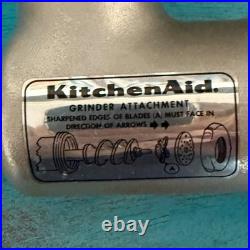 KitchenAid.
GRINDER ATTACHMENT
SHARPENED EDGES OF BLADES (A) MUST FACE IN
DIRECTION OF ARROWS
A